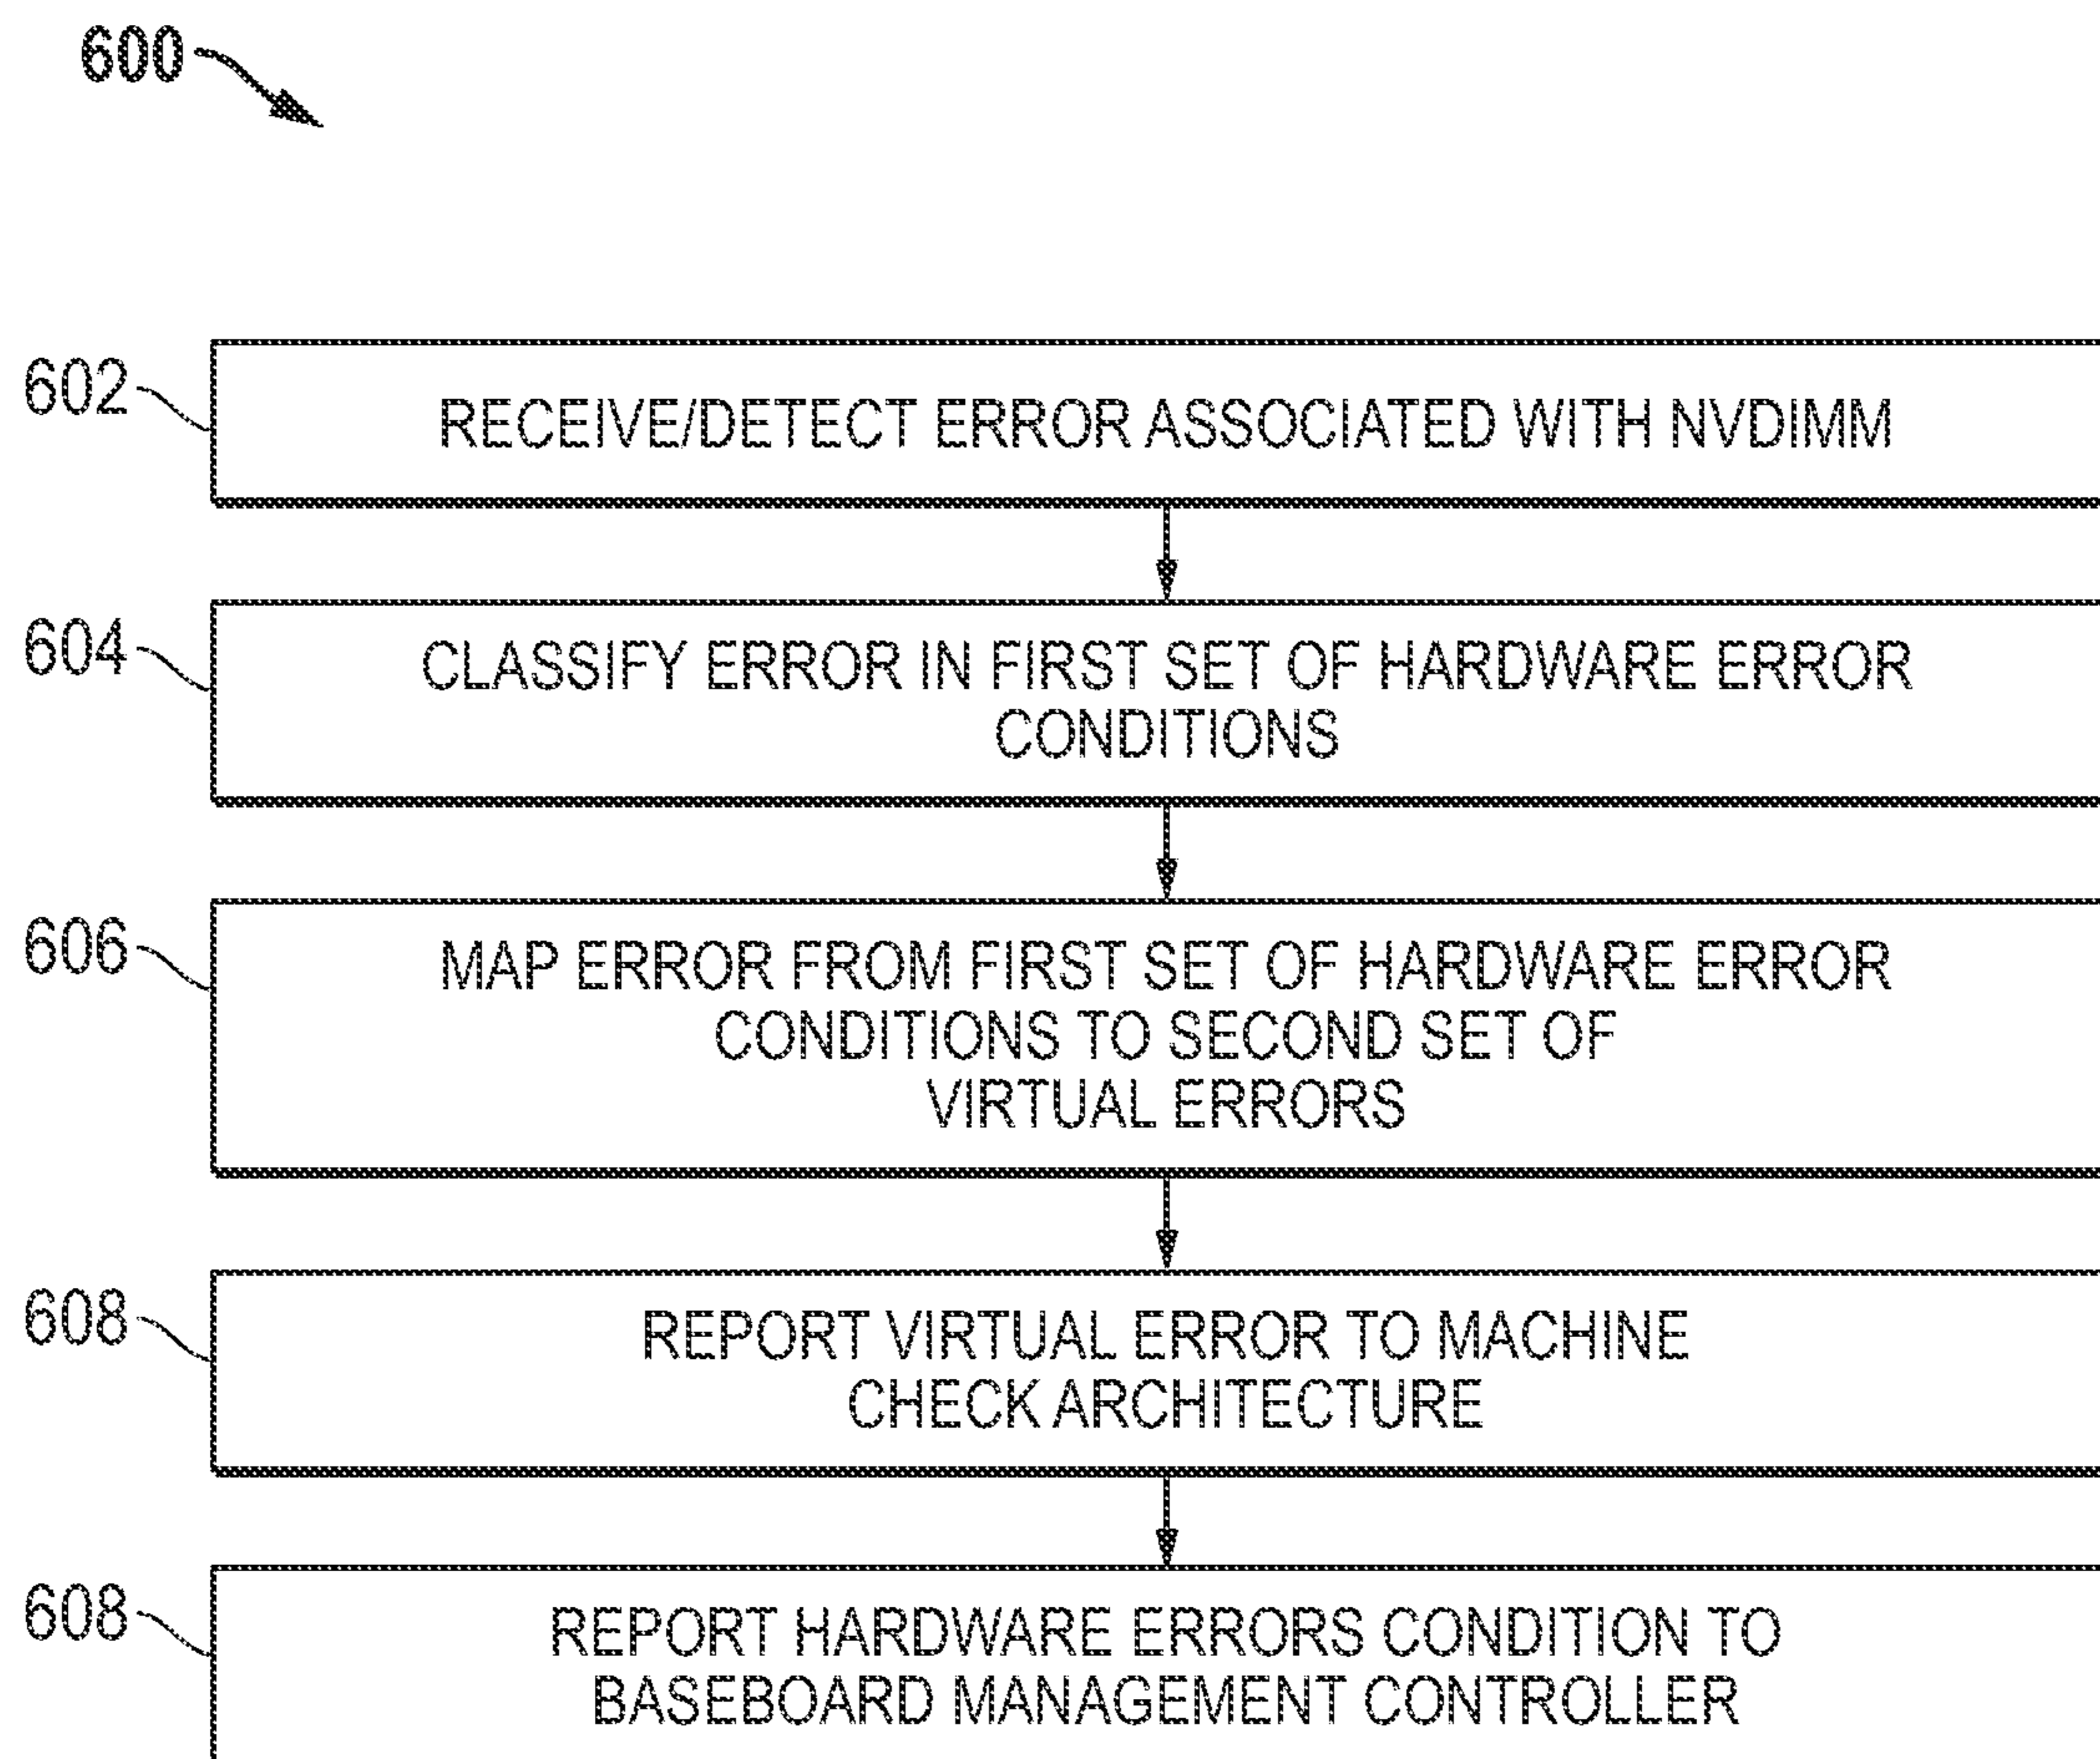 600
602
RECEIVE/DETECT ERROR ASSOCIATED WITH NVDIMM
604
CLASSIFY ERROR IN FIRST SET OF HARDWARE ERROR
CONDITIONS
606
MAP ERROR FROM FIRST SET OF HARDWARE ERROR
CONDITIONS TO SECOND SET OF
VIRTUAL ERRORS
608
REPORT VIRTUAL ERROR TO MACHINE
CHECK ARCHITECTURE
608
REPORT HARDWARE ERRORS CONDITION TO
BASEBOARD MANAGEMENT CONTROLLER